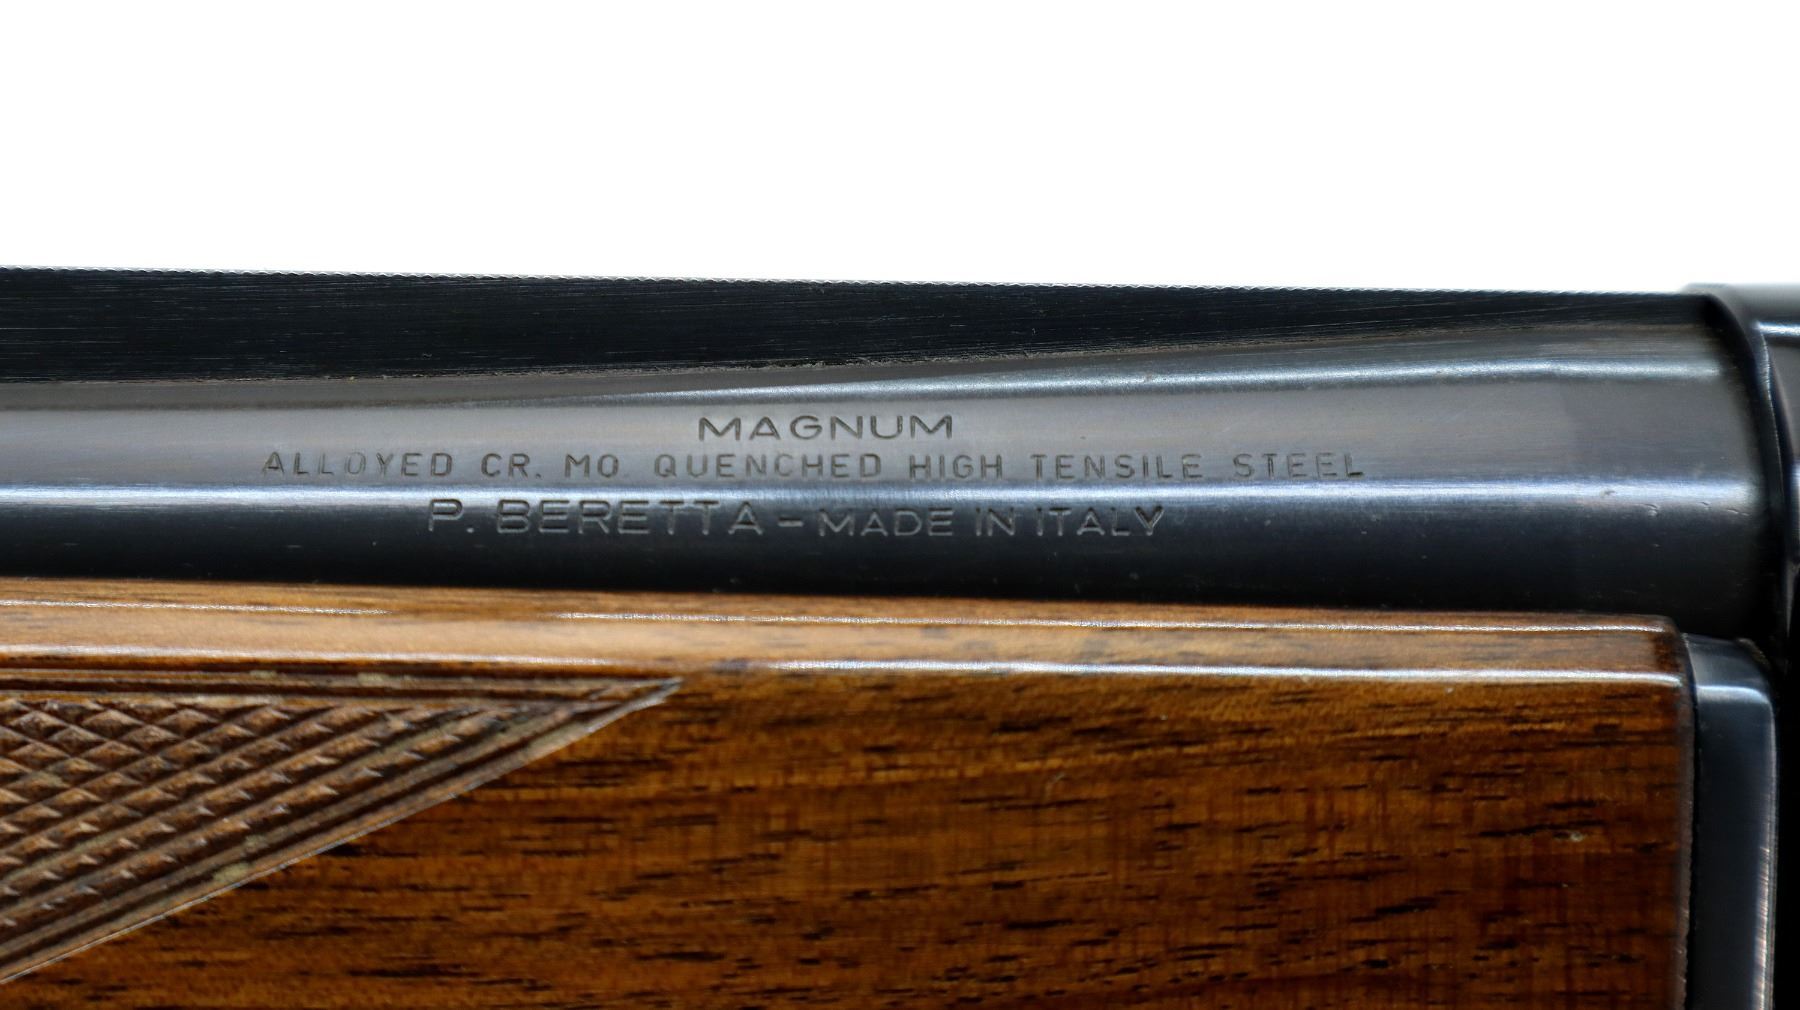 MAGNUM
ALLOYED CR. MO QUENCHED HIGH TENSILE STEEL
P. BERETTA - MADE IN ITALY